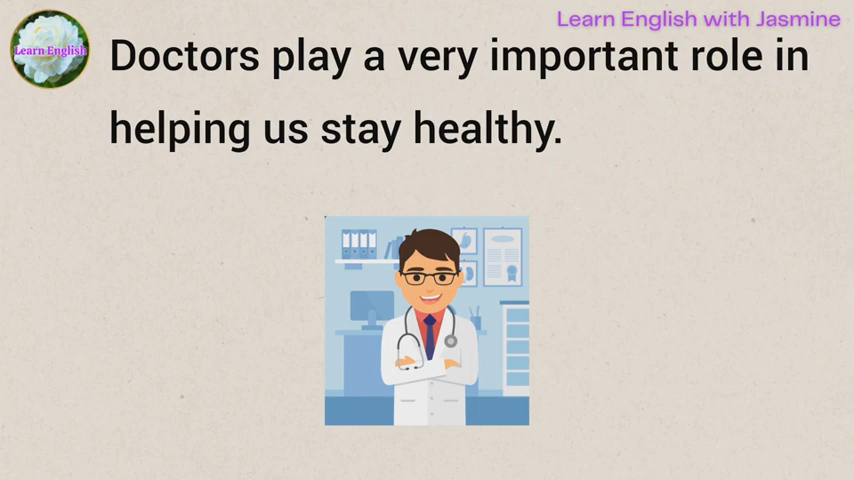 Learn English with Jasmine
Learn English
Doctors play a very important role in
helping us stay healthy.